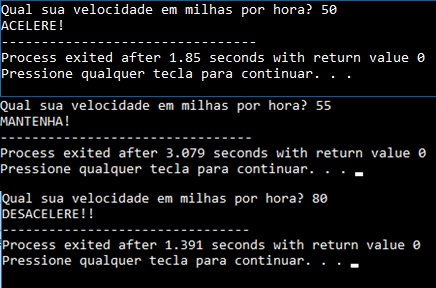 Qual sua velocidade em milhas por hora? 50
ACELERE!
--------------------------------
Process exited after 1.85 seconds with return value 0
Pressione qualquer tecla para continuar. . .
Qual sua velocidade em milhas por hora? 55
MANTENHA!
--------------------------------
Process exited after 3.079 seconds with return value 0
Pressione qualquer tecla para continuar. . .
Qual sua velocidade em milhas por hora? 80
DESACELERE!!
--------------------------------
Process exited after 1.391 seconds with return value 0
Pressione qualquer tecla para continuar. . .